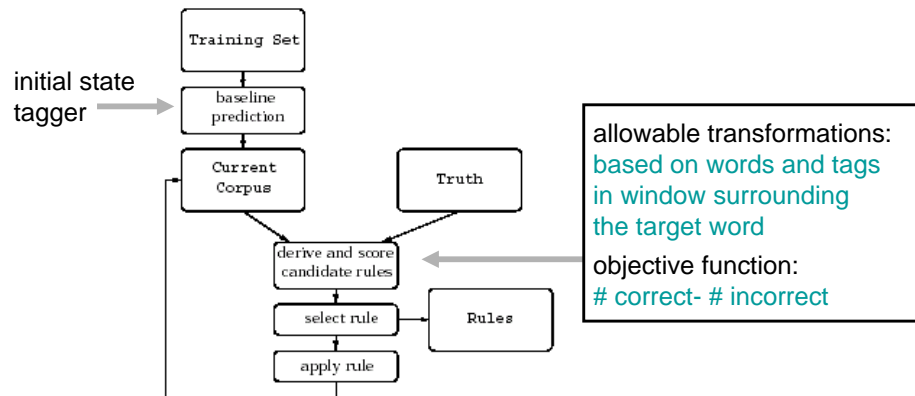 Training Set
initial state
tagger
baseline
prediction
allowable transformations:
based on words and tags
in window surrounding
the target word
objective function:
# correct- # incorrect
Current
Corpus
Truth
derive and score
candidate rules
select rule
Rules
apply rule